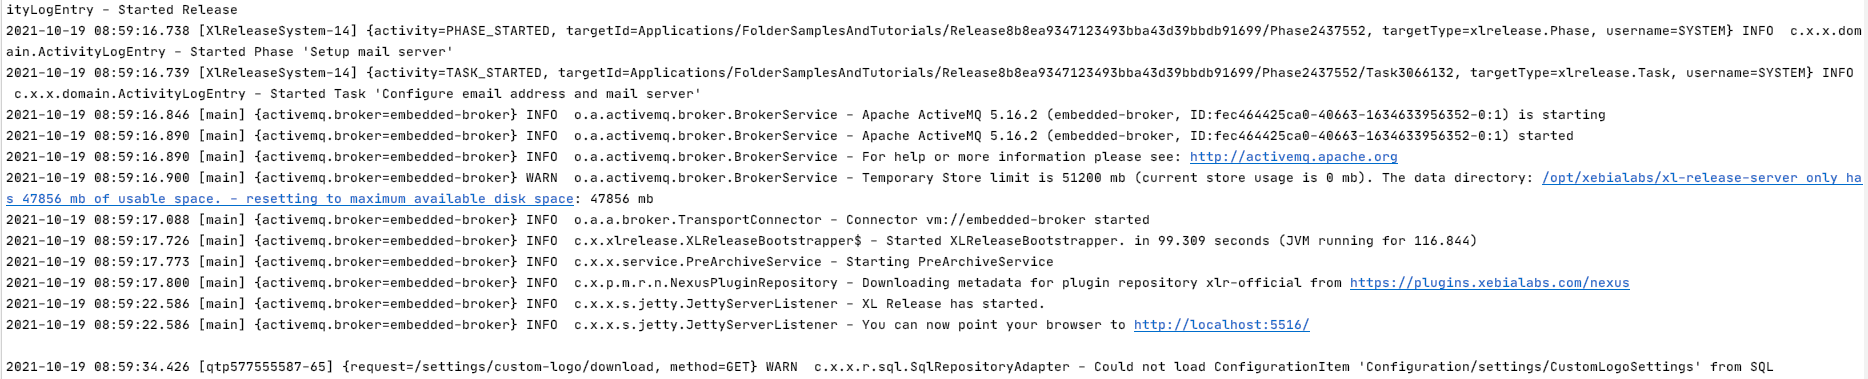 ityLogEntry - Started Release
2021-10-19 08:59:16.738 [XlReleaseSystem-14] {activity=PHASE_STARTED, targetId=Applications/FolderSamplesAndTutorials/Release8b8ea9347123493bba43d39bbdb91699/Phase2437552, targetType=xlrelease.Phase, username=SYSTEM} INFO  c.x.x.dom
ain.ActivityLogEntry - Started Phase 'Setup mail server'
2021-10-19 08:59:16.739 [XlReleaseSystem-14] {activity=TASK_STARTED, targetId=Applications/FolderSamplesAndTutorials/Release8b8ea9347123493bba43d39bbdb91699/Phase2437552/Task3066132, targetType=xlrelease.Task, username=SYSTEM} INFO
 c.x.x.domain.ActivityLogEntry - Started Task 'Configure email address and mail server'
2021-10-19 08:59:16.846 [main] {activemq.broker=embedded-broker} INFO  o.a.activemq.broker.BrokerService - Apache ActiveMQ 5.16.2 (embedded-broker, ID:fec464425ca0-40663-1634633956352-0:1) is starting
2021-10-19 08:59:16.890 [main] {activemq.broker=embedded-broker} INFO  o.a.activemq.broker.BrokerService - Apache ActiveMQ 5.16.2 (embedded-broker, ID:fec464425ca0-40663-1634633956352-0:1) started
2021-10-19 08:59:16.890 [main] {activemq.broker=embedded-broker} INFO  o.a.activemq.broker.BrokerService - For help or more information please see: http://activemq.apache.org
2021-10-19 08:59:16.900 [main] {activemq.broker=embedded-broker} WARN  o.a.activemq.broker.BrokerService - Temporary Store limit is 51200 mb (current store usage is 0 mb). The data directory: /opt/xebialabs/xl-release-server only ha
s 47856 mb of usable space. - resetting to maximum available disk space: 47856 mb
2021-10-19 08:59:17.088 [main] {activemq.broker=embedded-broker} INFO  o.a.a.broker.TransportConnector - Connector vm://embedded-broker started
2021-10-19 08:59:17.726 [main] {activemq.broker=embedded-broker} INFO  c.x.xlrelease.XLReleaseBootstrapper$ - Started XLReleaseBootstrapper. in 99.309 seconds (JVM running for 116.844)
2021-10-19 08:59:17.773 [main] {activemq.broker=embedded-broker} INFO  c.x.x.service.PreArchiveService - Starting PreArchiveService
2021-10-19 08:59:17.800 [main] {activemq.broker=embedded-broker} INFO  c.x.p.m.r.n.NexusPluginRepository - Downloading metadata for plugin repository xlr-official from https://plugins.xebialabs.com/nexus
2021-10-19 08:59:22.586 [main] {activemq.broker=embedded-broker} INFO  c.x.x.s.jetty.JettyServerListener - XL Release has started.
2021-10-19 08:59:22.586 [main] {activemq.broker=embedded-broker} INFO  c.x.x.s.jetty.JettyServerListener - You can now point your browser to http://localhost:5516/
2021-10-19 08:59:34.426 [qtp577555587-65] {request=/settings/custom-logo/download, method=GET} WARN  c.x.x.r.sql.SqlRepositoryAdapter - Could not load ConfigurationItem 'Configuration/settings/CustomLogoSettings' from SQL